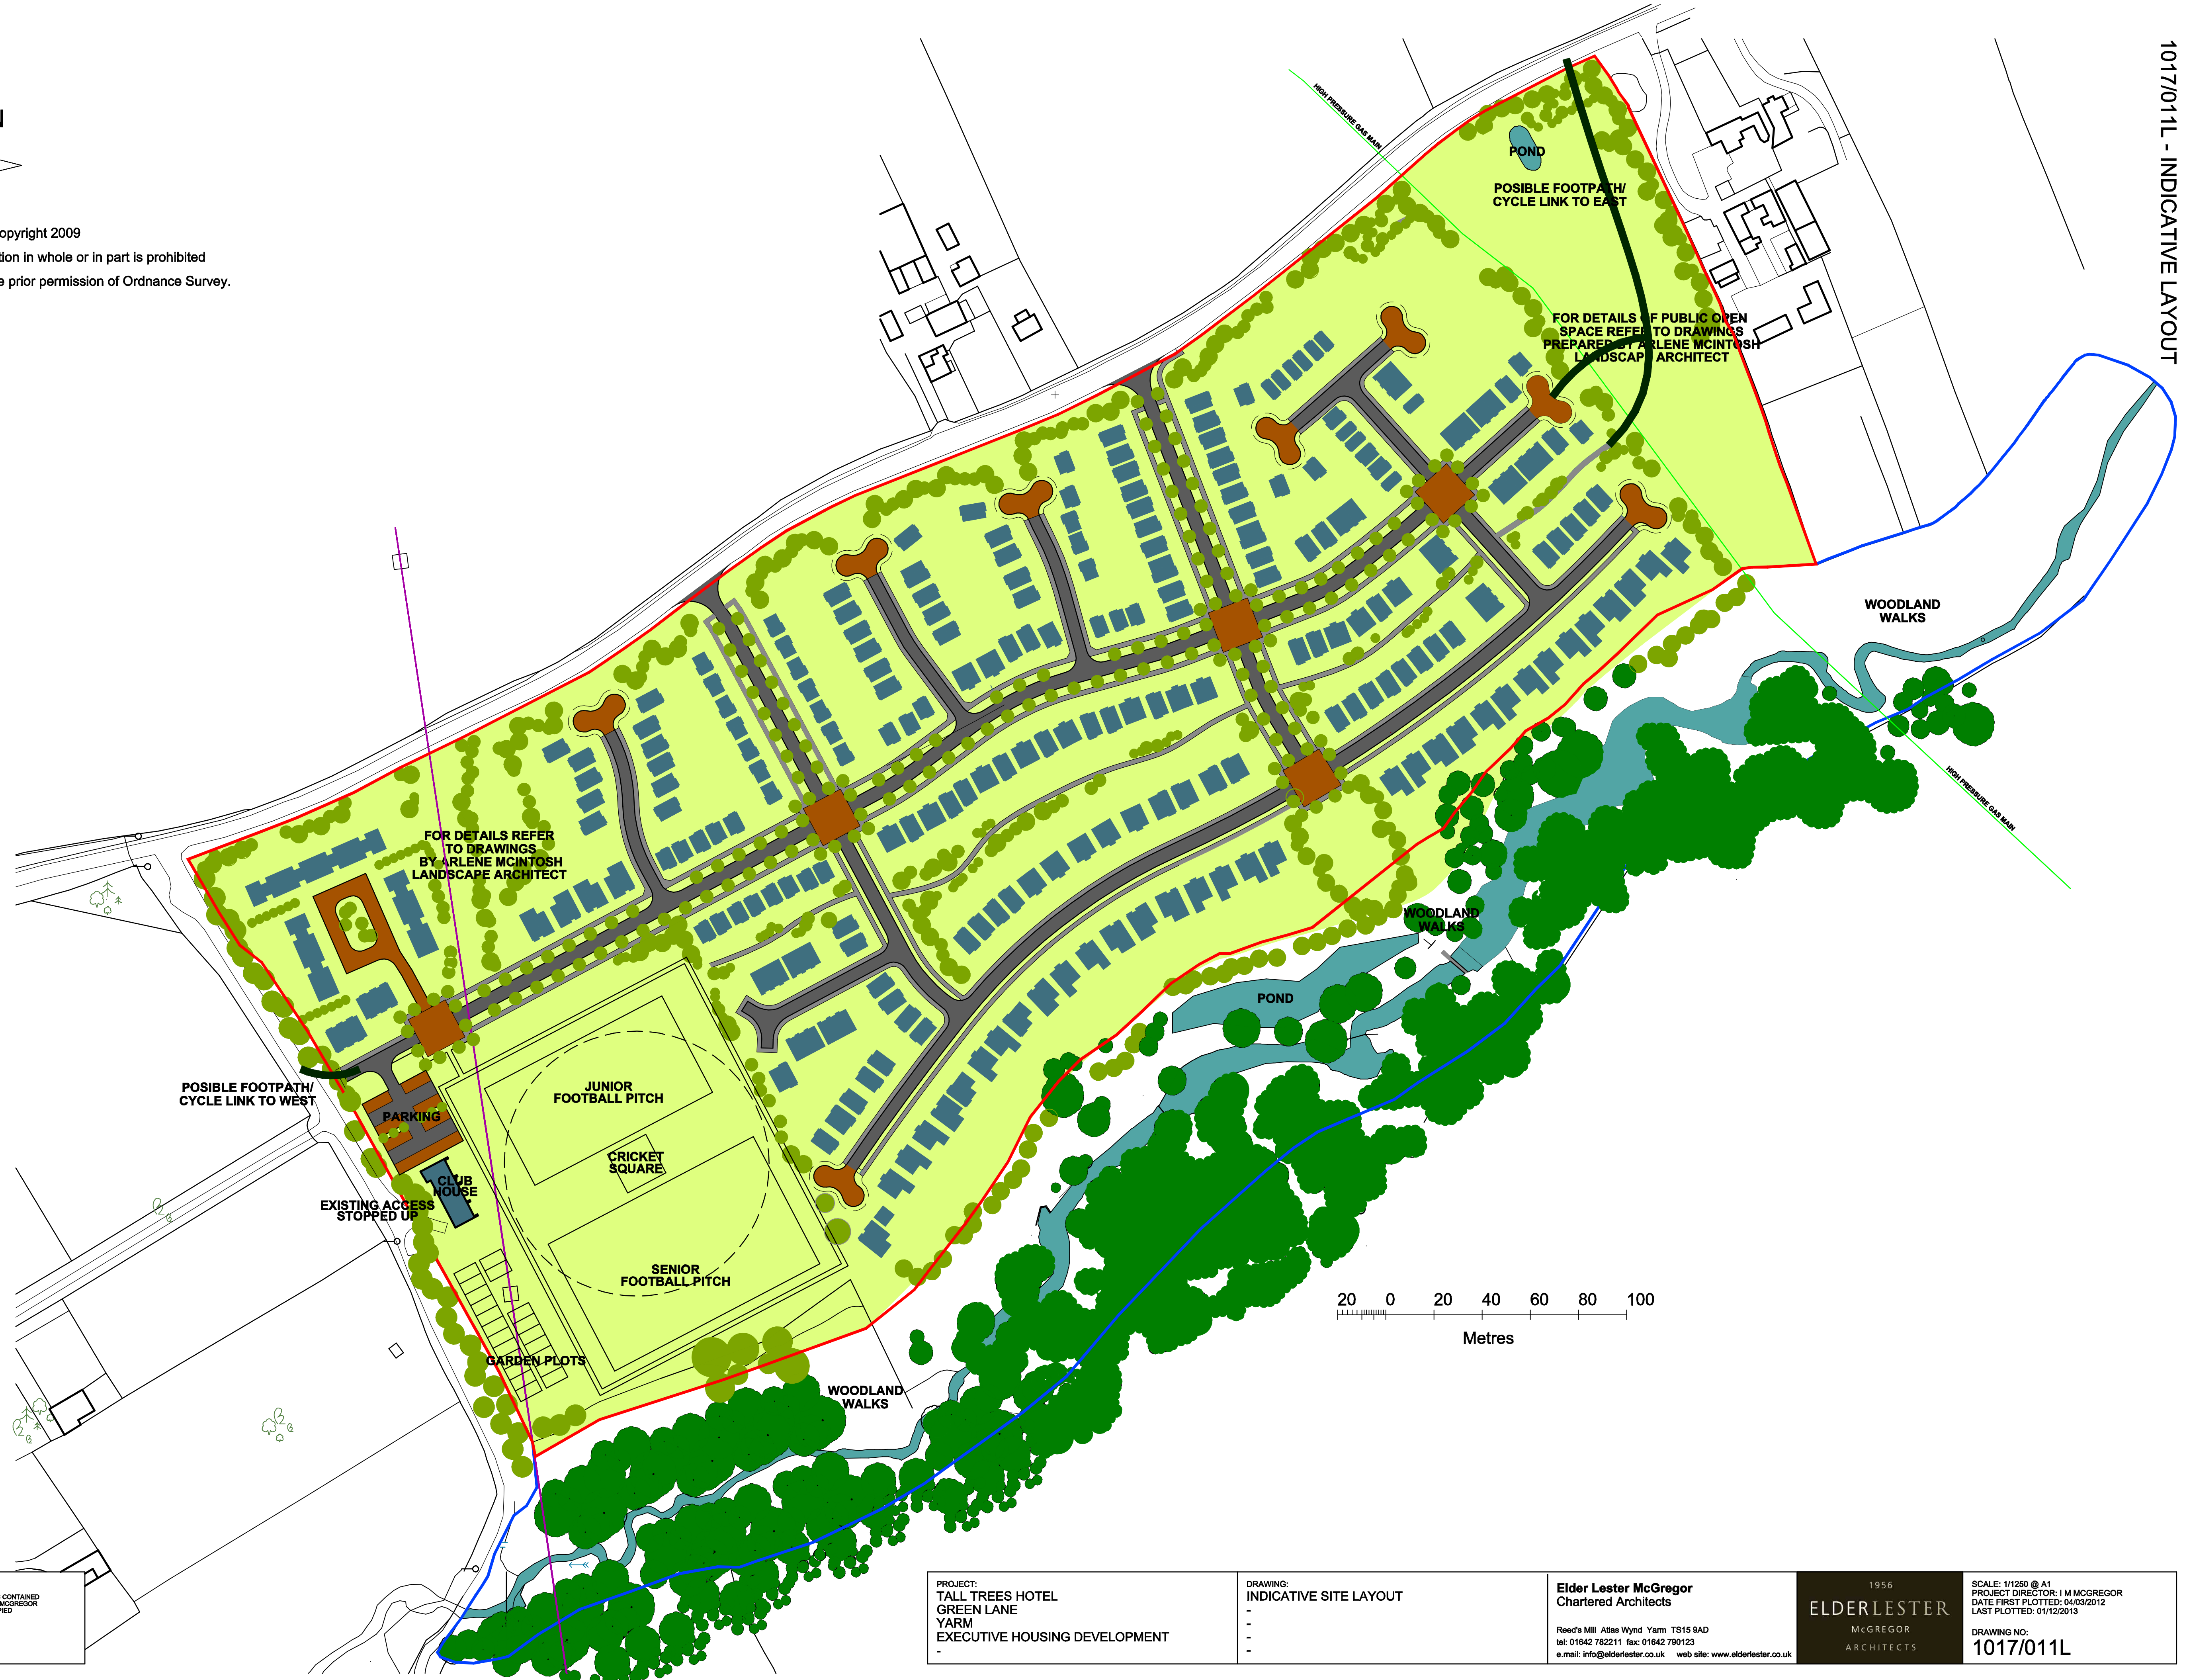 1017/011L - INDICATIVE LAYOUT
N
opyright 2009
tion in whole or in part is prohibited
e prior permission of Ordnance Survey.
HIGH PRESSURE GAS MAIN
POND
POSIBLE FOOTPATH/
CYCLE LINK TO EAST
FOR DETAILS OF PUBLIC OPEN
SPACE REFER TO DRAWINGS
PREPARED BY ARLENE MCINTOSH
LANDSCAPE ARCHITECT
WOODLAND
WALKS
HIGH PRESSURE GAS MAIN
FOR DETAILS REFER
TO DRAWINGS
BY ARLENE MCINTOSH
LANDSCAPE ARCHITECT
WOODLAND
WALKS
POND
POSIBLE FOOTPATH/
CYCLE LINK TO WEST
PARKING
JUNIOR
FOOTBALL PITCH
CRICKET
SQUARE
CLUB
HOUSE
EXISTING ACCESS
STOPPED UP
SENIOR
FOOTBALL PITCH
GARDEN PLOTS
WOODLAND
WALKS
20 0 20 40 60 80 100
Metres
CONTAINED
MCGREGOR
PIED
PROJECT:
TALL TREES HOTEL
GREEN LANE
YARM
EXECUTIVE HOUSING DEVELOPMENT
-
DRAWING:
INDICATIVE SITE LAYOUT
-
-
-
-
Elder Lester McGregor
Chartered Architects
Reed's Mill Atlas Wynd Yarm TS15 9AD
tel: 01642 782211 fax: 01642 790123
e.mail: info@elderlester.co.uk web site: www.elderlester.co.uk
1956
ELDERLESTER
McGREGOR
ARCHITECTS
SCALE: 1/1250 @ A1
PROJECT DIRECTOR: I M MCGREGOR
DATE FIRST PLOTTED: 04/03/2012
LAST PLOTTED: 01/12/2013
DRAWING NO:
1017/011L